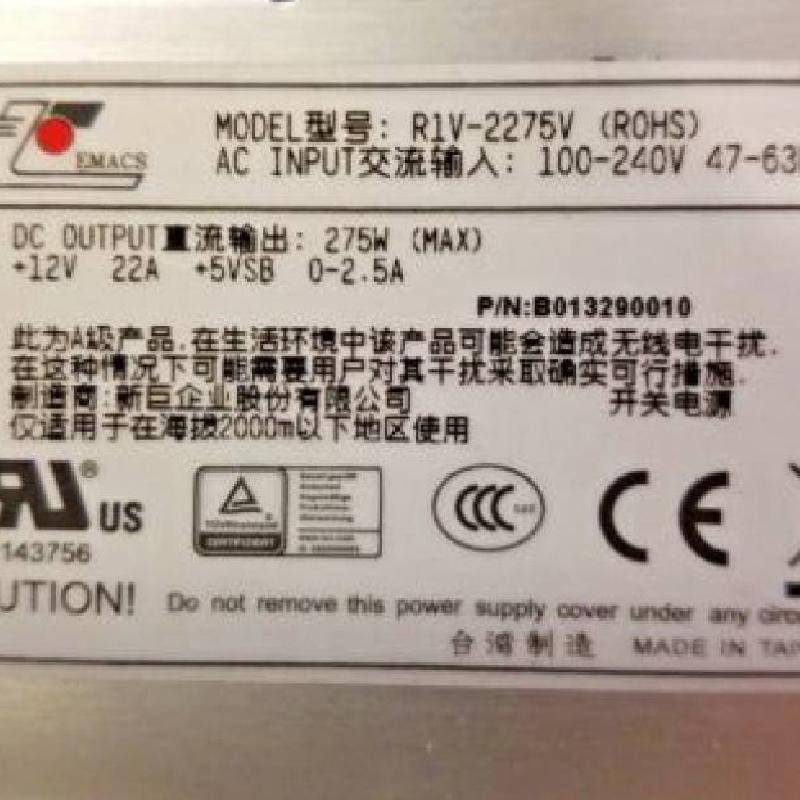 EMACS
MODEL型号: R1V-2275V (ROHS)
AC INPUT交流输入: 100-240V 47-63
DC OUTPUT直流输出: 275W (MAX)
+12V 22A +5VSB 0-2.5A
P/N:B013290010
此为A级产品,在生活环境中该产品可能会造成无线电干扰.
在这种情况下可能需要用户对其干扰采取确实可行措施.
制造商:新巨企业股份有限公司 开关电源
仅适用于在海拔2000m以下地区使用
RU® US
143756
CCC
CE
UTION! Do not remove this power supply cover under any circ
台湾制造 MADE IN TAI